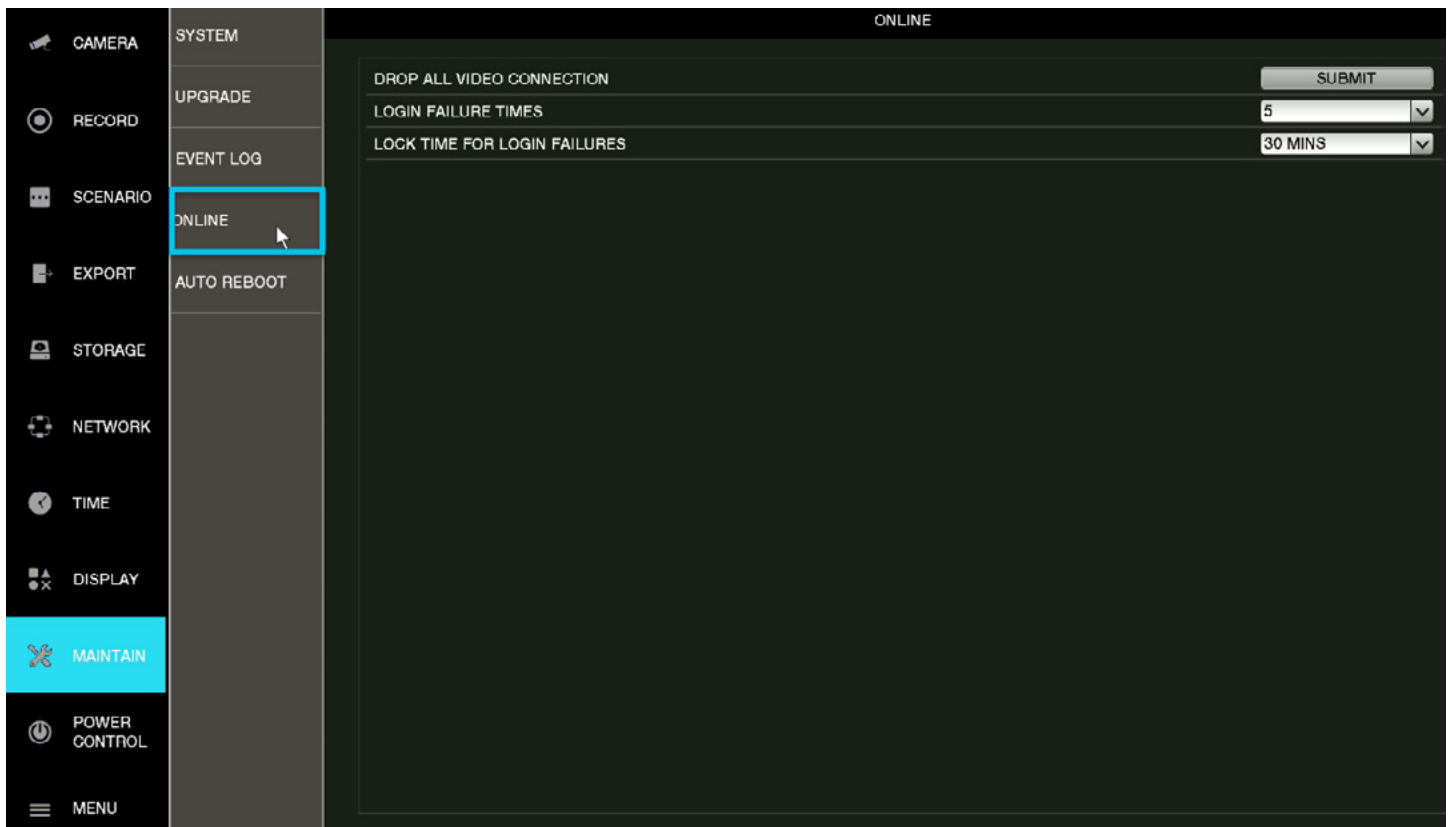 CAMERA
RECORD
SCENARIO
EXPORT
STORAGE
NETWORK
TIME
DISPLAY
MAINTAIN
POWER
CONTROL
MENU
SYSTEM
UPGRADE
EVENT LOG
ONLINE
AUTO REBOOT
ONLINE
DROP ALL VIDEO CONNECTION SUBMIT
LOGIN FAILURE TIMES 5
LOCK TIME FOR LOGIN FAILURES 30 MINS